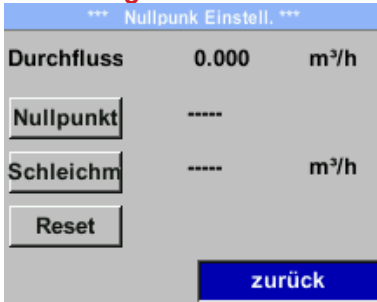 *** Nullpunk Einstell. ***
Durchfluss 0.000 m³/h
Nullpunkt -----
Schleichm ----- m³/h
Reset
zurück